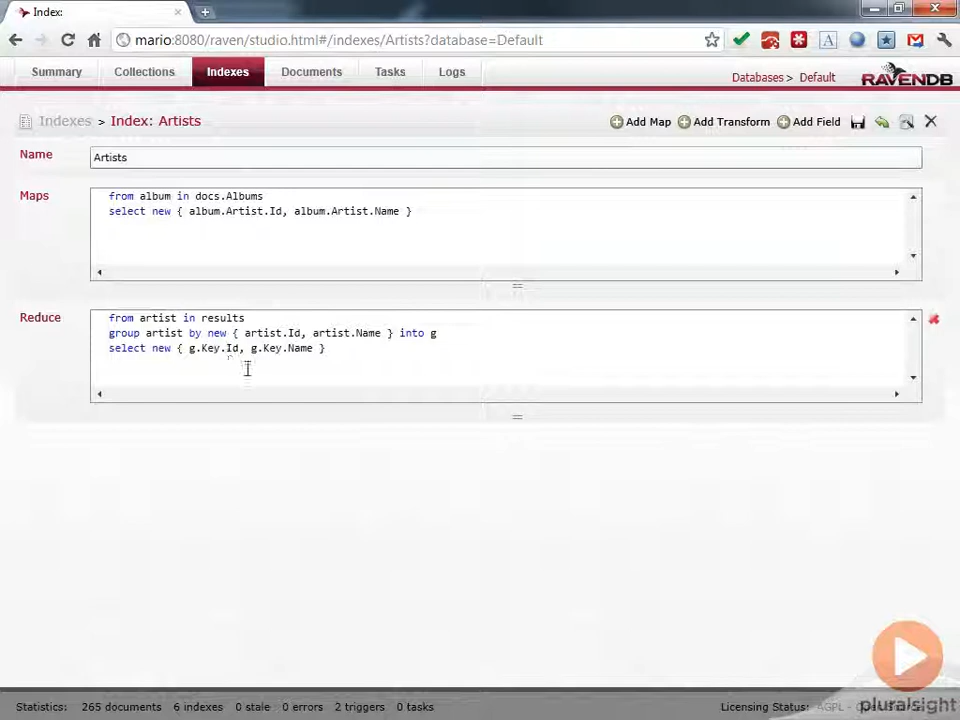 Index:
mario:8080/raven/studio.html#/indexes/Artists?database=Default
Summary Collections Indexes Documents Tasks Logs
Databases > Default
RAVENDB
Indexes > Index: Artists
Add Map Add Transform Add Field
Name
Artists
Maps
from album in docs.Albums
select new { album.Artist.Id, album.Artist.Name }
Reduce
from artist in results
group artist by new { artist.Id, artist.Name } into g
select new { g.Key.Id, g.Key.Name }
Statistics: 265 documents 6 indexes 0 stale 0 errors 2 triggers 0 tasks
Licensing Status: AGPL - Open Source
pluralsight